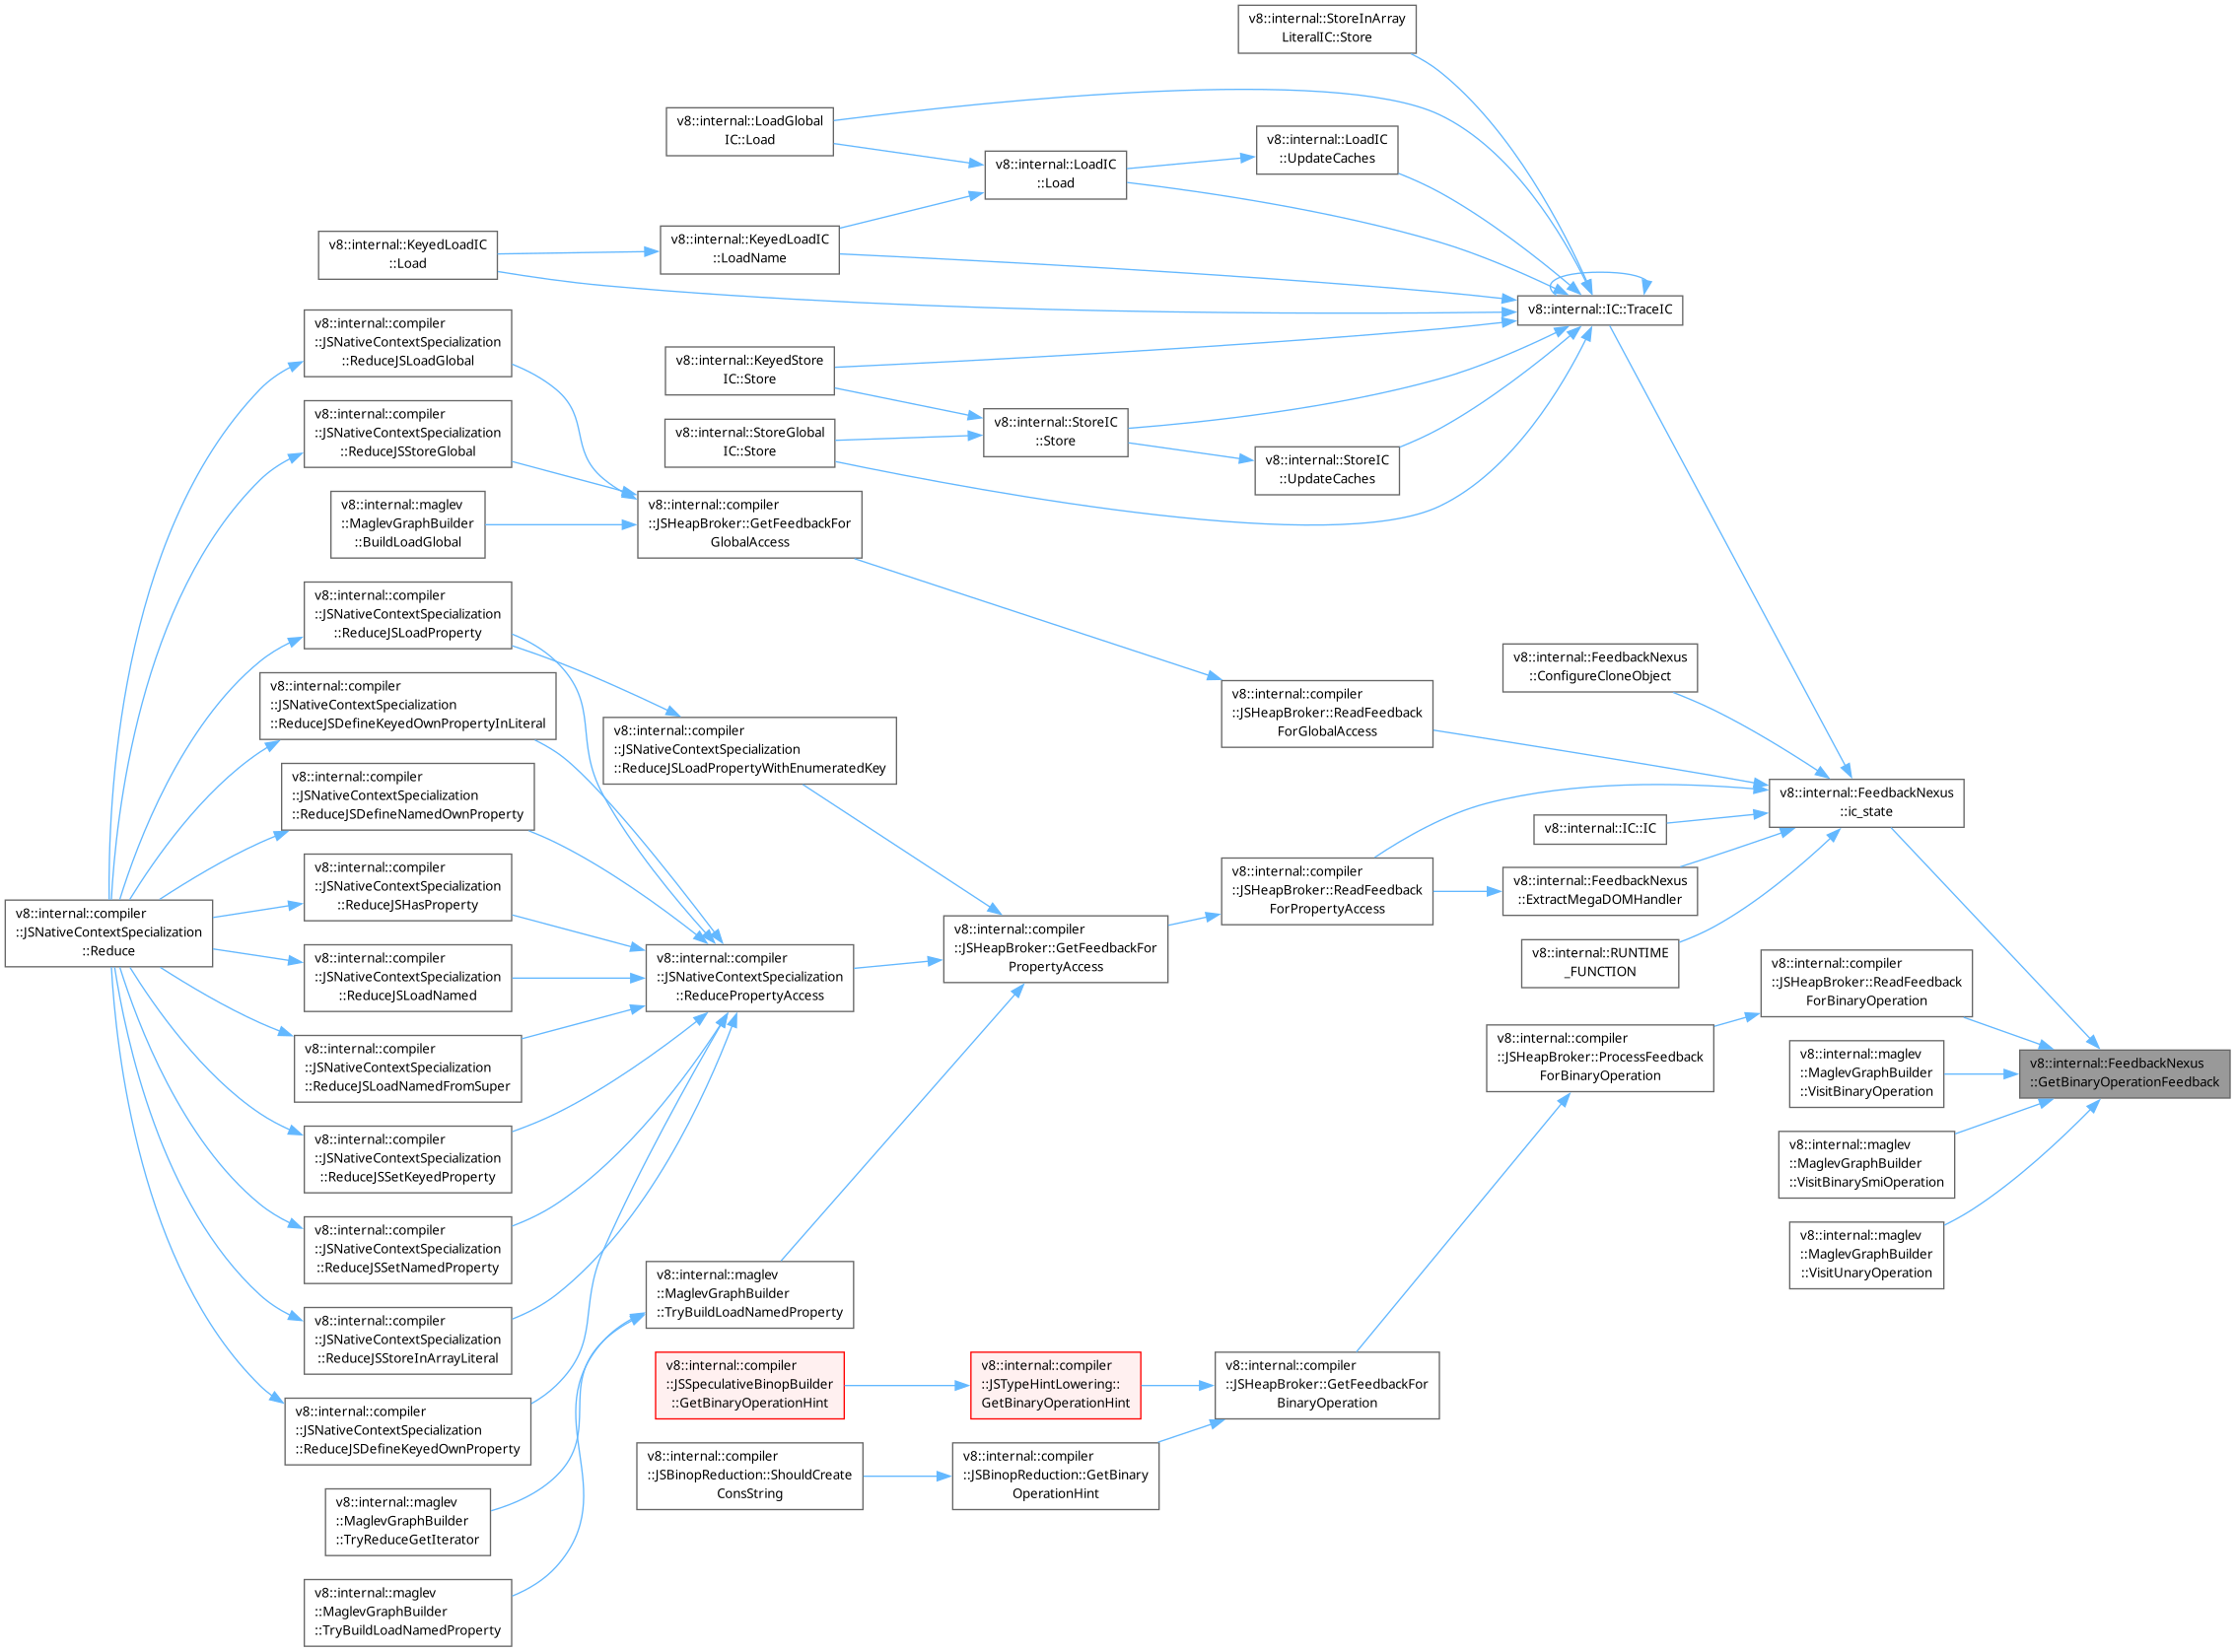 v8::internal::StoreInArray
LiteralIC::Store
v8::internal::LoadGlobal
IC::Load
v8::internal::LoadIC
::UpdateCaches
v8::internal::LoadIC
::Load
v8::internal::KeyedLoadIC
::LoadName
v8::internal::KeyedLoadIC
::Load
v8::internal::IC::TraceIC
v8::internal::compiler
::JSNativeContextSpecialization
::ReduceJSLoadGlobal
v8::internal::KeyedStore
IC::Store
v8::internal::compiler
::JSNativeContextSpecialization
::ReduceJSStoreGlobal
v8::internal::StoreIC
::Store
v8::internal::StoreGlobal
IC::Store
v8::internal::StoreIC
::UpdateCaches
v8::internal::maglev
::MaglevGraphBuilder
::BuildLoadGlobal
v8::internal::compiler
::JSHeapBroker::GetFeedbackFor
GlobalAccess
v8::internal::compiler
::JSNativeContextSpecialization
::ReduceJSLoadProperty
v8::internal::FeedbackNexus
::ConfigureCloneObject
v8::internal::compiler
::JSNativeContextSpecialization
::ReduceJSDefineKeyedOwnPropertyInLiteral
v8::internal::compiler
::JSHeapBroker::ReadFeedback
ForGlobalAccess
v8::internal::compiler
::JSNativeContextSpecialization
::ReduceJSLoadPropertyWithEnumeratedKey
v8::internal::compiler
::JSNativeContextSpecialization
::ReduceJSDefineNamedOwnProperty
v8::internal::FeedbackNexus
::ic_state
v8::internal::IC::IC
v8::internal::compiler
::JSNativeContextSpecialization
::ReduceJSHasProperty
v8::internal::compiler
::JSHeapBroker::ReadFeedback
ForPropertyAccess
v8::internal::FeedbackNexus
::ExtractMegaDOMHandler
v8::internal::compiler
::JSNativeContextSpecialization
::Reduce
v8::internal::compiler
::JSHeapBroker::GetFeedbackFor
PropertyAccess
v8::internal::RUNTIME
_FUNCTION
v8::internal::compiler
::JSNativeContextSpecialization
::ReduceJSLoadNamed
v8::internal::compiler
::JSNativeContextSpecialization
::ReducePropertyAccess
v8::internal::compiler
::JSHeapBroker::ReadFeedback
ForBinaryOperation
v8::internal::compiler
::JSHeapBroker::ProcessFeedback
ForBinaryOperation
v8::internal::compiler
::JSNativeContextSpecialization
::ReduceJSLoadNamedFromSuper
v8::internal::maglev
::MaglevGraphBuilder
::VisitBinaryOperation
v8::internal::FeedbackNexus
::GetBinaryOperationFeedback
v8::internal::compiler
::JSNativeContextSpecialization
::ReduceJSSetKeyedProperty
v8::internal::maglev
::MaglevGraphBuilder
::VisitBinarySmiOperation
v8::internal::compiler
::JSNativeContextSpecialization
::ReduceJSSetNamedProperty
v8::internal::maglev
::MaglevGraphBuilder
::VisitUnaryOperation
v8::internal::maglev
::MaglevGraphBuilder
::TryBuildLoadNamedProperty
v8::internal::compiler
::JSNativeContextSpecialization
::ReduceJSStoreInArrayLiteral
v8::internal::compiler
::JSSpeculativeBinopBuilder
::GetBinaryOperationHint
v8::internal::compiler
::JSTypeHintLowering::
GetBinaryOperationHint
v8::internal::compiler
::JSHeapBroker::GetFeedbackFor
BinaryOperation
v8::internal::compiler
::JSNativeContextSpecialization
::ReduceJSDefineKeyedOwnProperty
v8::internal::compiler
::JSBinopReduction::ShouldCreate
ConsString
v8::internal::compiler
::JSBinopReduction::GetBinary
OperationHint
v8::internal::maglev
::MaglevGraphBuilder
::TryReduceGetIterator
v8::internal::maglev
::MaglevGraphBuilder
::TryBuildLoadNamedProperty